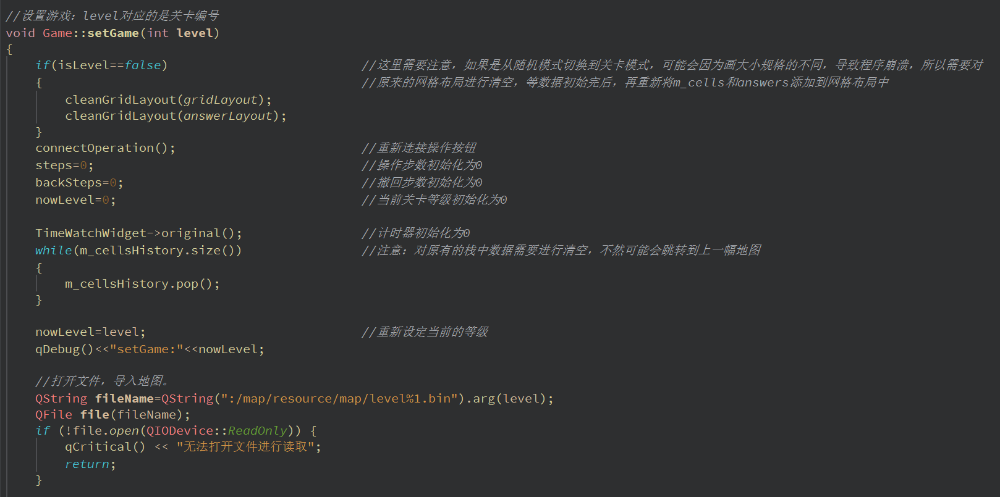 //设置游戏：level对应的是关卡编号
void Game::setGame(int level)
{
    if(isLevel==false)                          //这里需要注意，如果是从随机模式切换到关卡模式，可能会因为画大小规格的不同，导致程序崩溃，所以需要对
    {                                           //原来的网格布局进行清空，等数据初始完后，再重新将m_cells和answers添加到网格布局中
        cleanGridLayout(gridLayout);
        cleanGridLayout(answerLayout);
    }
    connectOperation();                         //重新连接操作按钮
    steps=0;                                    //操作步数初始化为0
    backSteps=0;                                //撤回步数初始化为0
    nowLevel=0;                                 //当前关卡等级初始化为0
    TimeWatchWidget->original();                //计时器初始化为0
    while(m_cellsHistory.size())                //注意：对原有的栈中数据需要进行清空，不然可能会跳转到上一幅地图
    {
        m_cellsHistory.pop();
    }
    nowLevel=level;                             //重新设定当前的等级
    qDebug()<<"setGame:"<<nowLevel;
    //打开文件，导入地图。
    QString fileName=QString(":/map/resource/map/level%1.bin").arg(level);
    QFile file(fileName);
    if (!file.open(QIODevice::ReadOnly)) {
        qCritical() << "无法打开文件进行读取";
        return;
    }